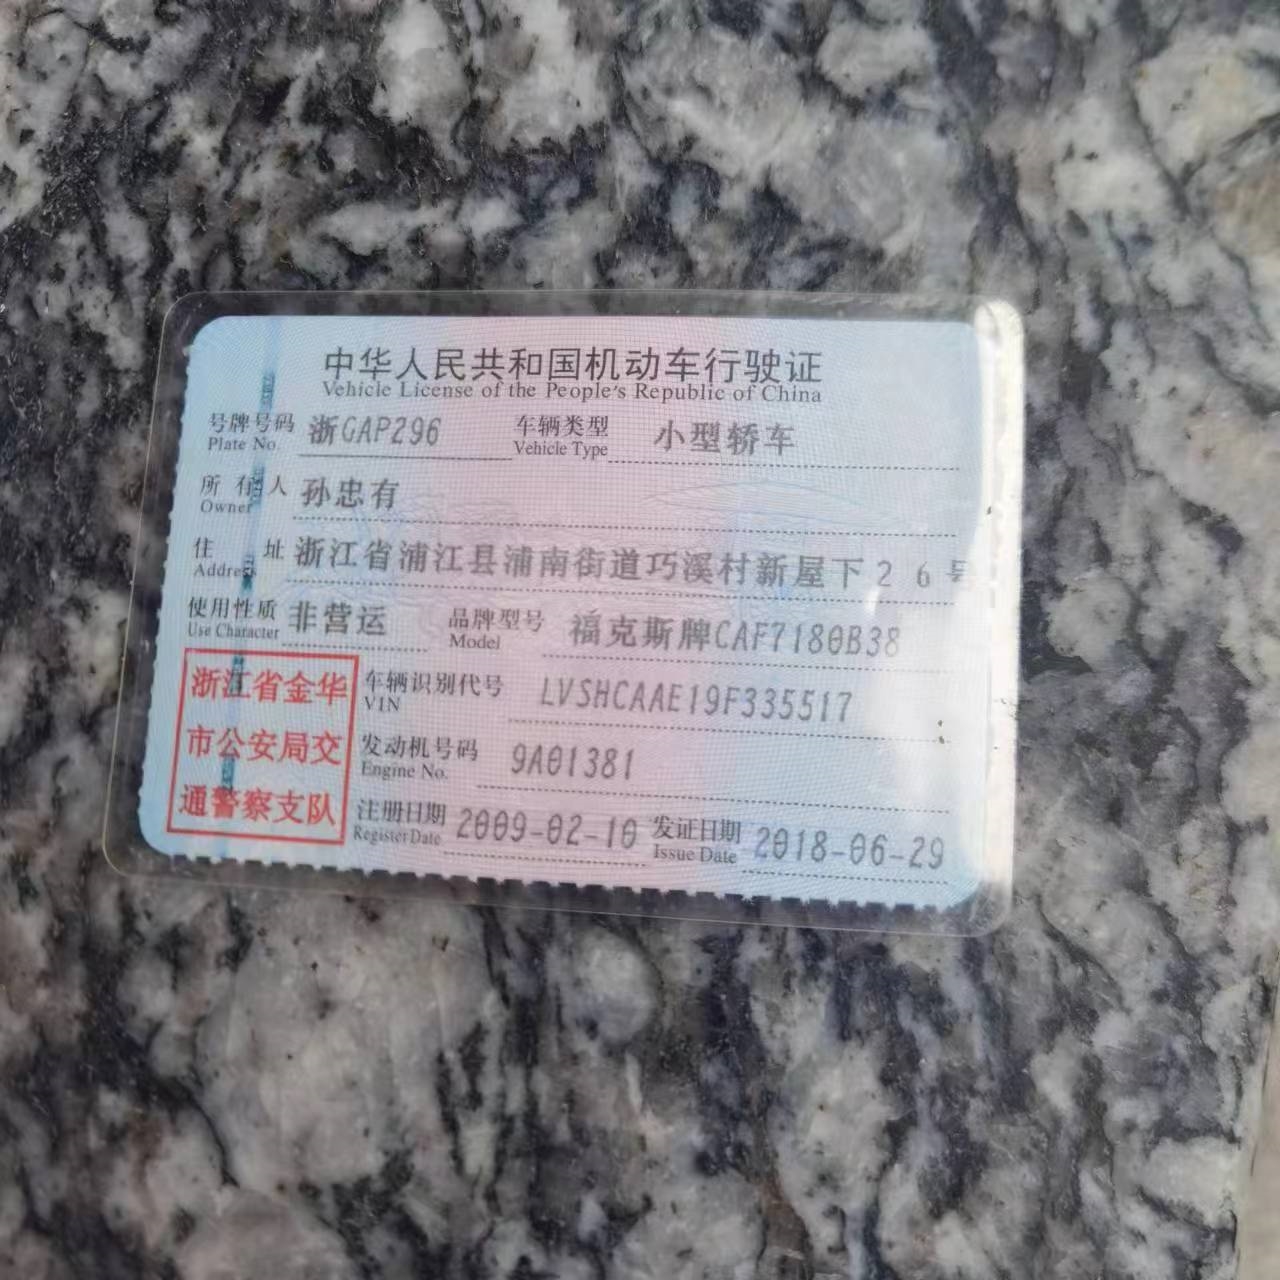 中华人民共和国机动车行驶证
Vehicle License of the People's Republic of China
号牌号码 浙GAP296 车辆类型 小型轿车
Plate No. Vehicle Type
所有人 孙忠有
Owner
住址 浙江省浦江县浦南街道巧溪村新屋下26号
Address
使用性质 非营运 品牌型号 福克斯牌CAF7180B38
Use Character Model
浙江省金华
市公安局交
通警察支队
车辆识别代号 LVSHCAAE19F335517
VIN
发动机号码 9A01381
Engine No.
注册日期 2009-02-10 发证日期 2018-06-29
Register Date Issue Date